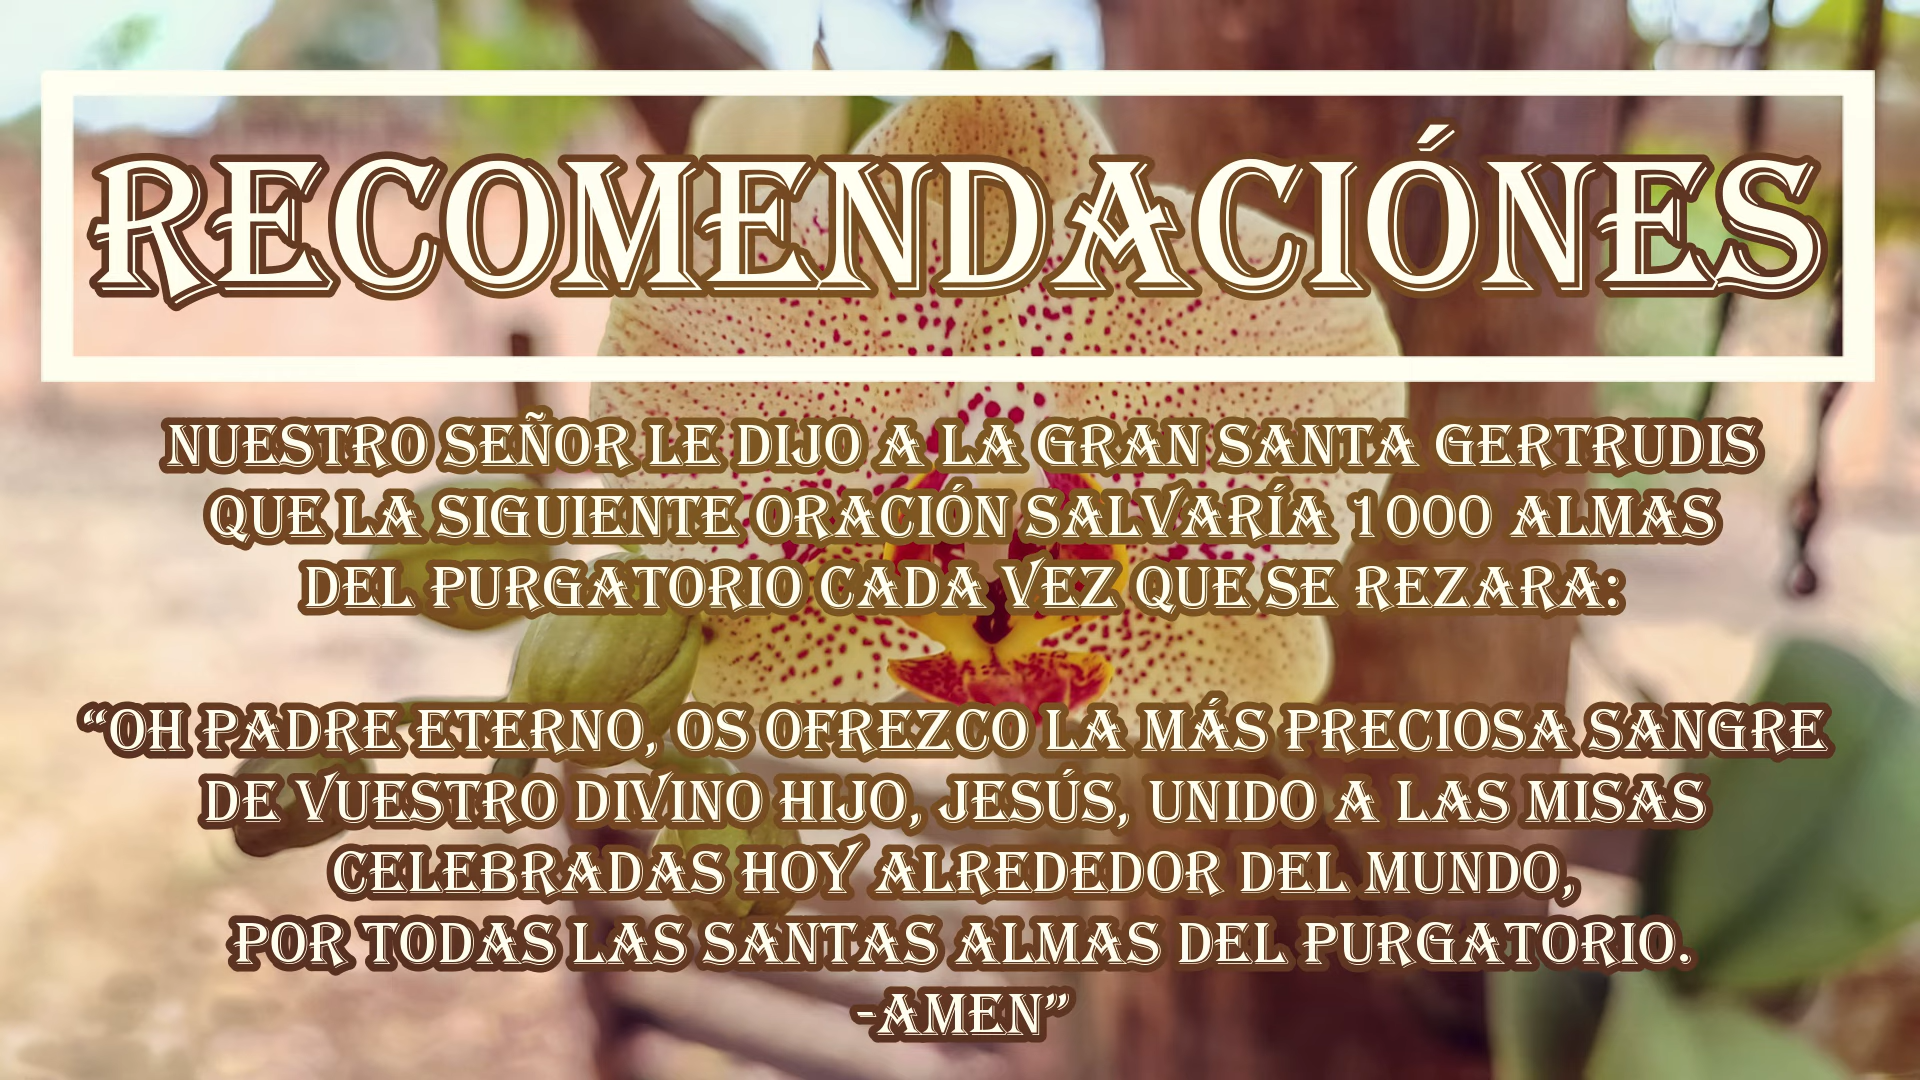 RECOMENDACIÓNES
NUESTRO SEÑOR LE DIJO A LA GRAN SANTA GERTRUDIS
QUE LA SIGUIENTE ORACIÓN SALVARÍA 1000 ALMAS
DEL PURGATORIO CADA VEZ QUE SE REZARA:
“OH PADRE ETERNO, OS OFREZCO LA MÁS PRECIOSA SANGRE
DE VUESTRO DIVINO HIJO, JESÚS, UNIDO A LAS MISAS
CELEBRADAS HOY ALREDEDOR DEL MUNDO,
POR TODAS LAS SANTAS ALMAS DEL PURGATORIO.
-AMEN”